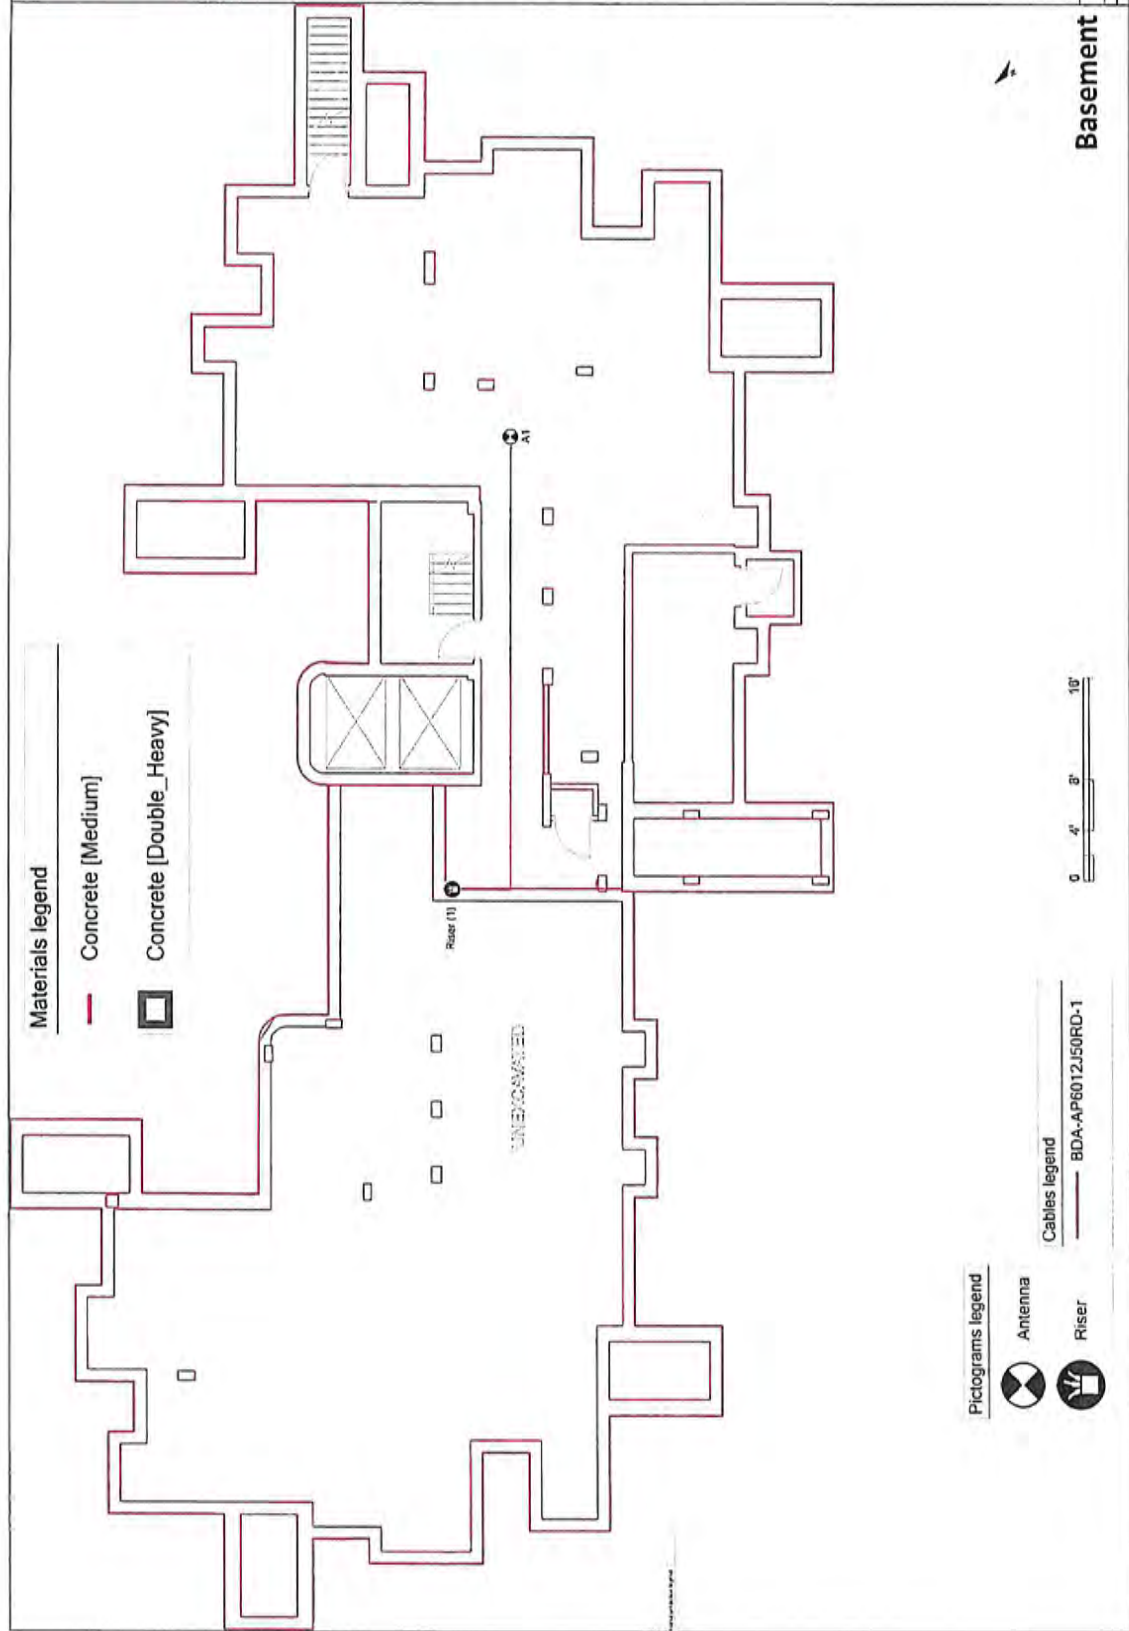 Materials legend
Concrete [Medium]
Concrete [Double_Heavy]
Riser (1)
A1
UNEXCAVATED
0 4' 8' 16'
Pictograms legend
Antenna
Riser
Cables legend
BDA-AP6012J50RD-1
Basement